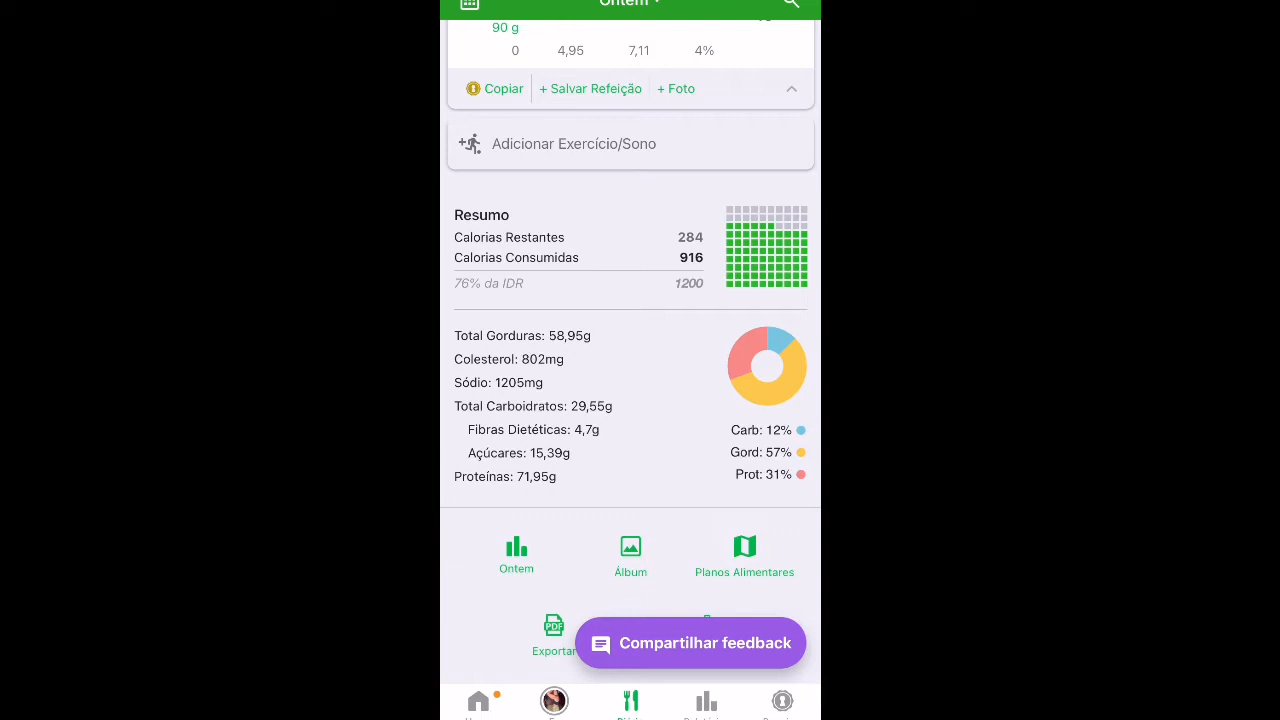 Ontem
90 g
0 4,95 7,11 4%
Copiar + Salvar Refeição + Foto
Adicionar Exercício/Sono
Resumo
Calorias Restantes 284
Calorias Consumidas 916
76% da IDR 1200
Total Gorduras: 58,95g
Colesterol: 802mg
Sódio: 1205mg
Total Carboidratos: 29,55g
Fibras Dietéticas: 4,7g
Açúcares: 15,39g
Proteínas: 71,95g
Carb: 12%
Gord: 57%
Prot: 31%
Ontem Álbum Planos Alimentares
PDF
Exportar
Compartilhar feedback